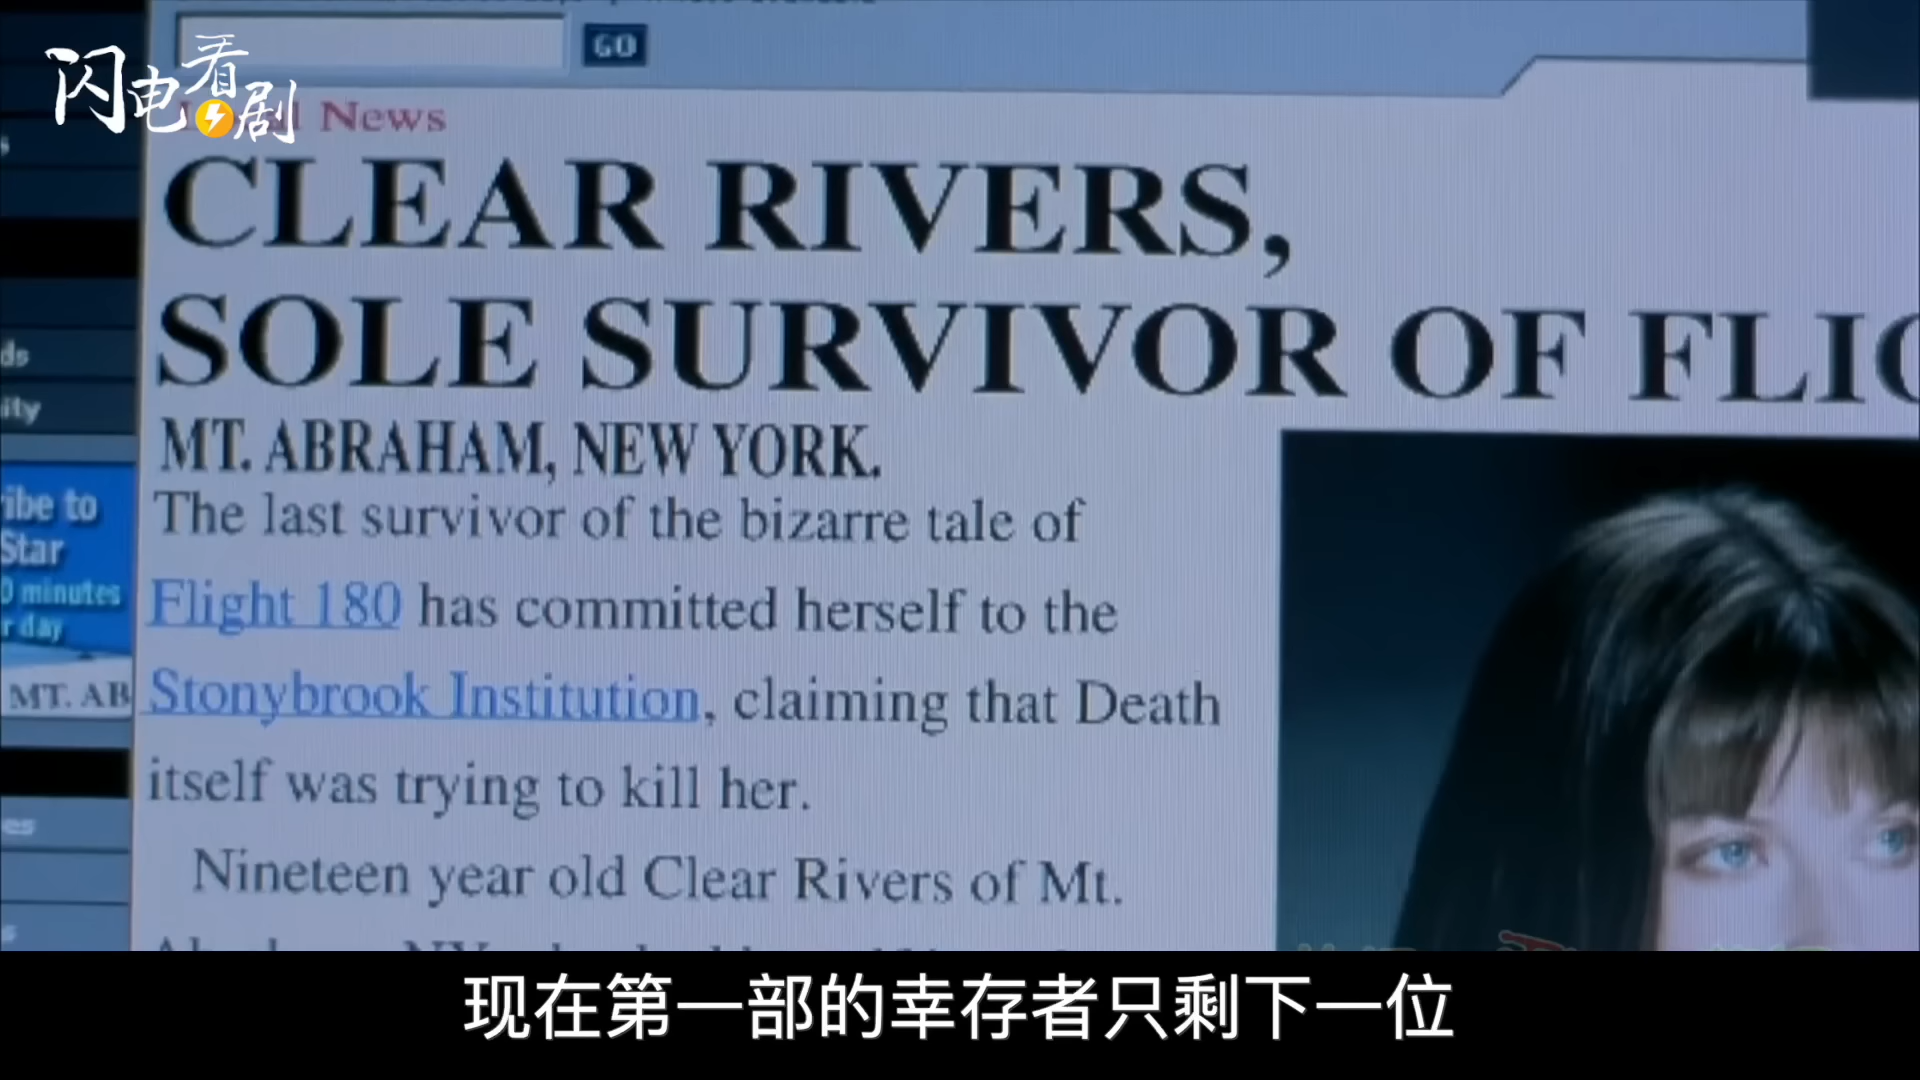 GO
闪电看剧
News
CLEAR RIVERS,
SOLE SURVIVOR OF
MT. ABRAHAM, NEW YORK.
The last survivor of the bizarre tale of
Flight 180 has committed herself to the
Stonybrook Institution, claiming that Death
itself was trying to kill her.
Nineteen year old Clear Rivers of Mt.
ds
ity
ibe to
Star
0 minutes
r day
MT. AB
es
s
现在第一部的幸存者只剩下一位